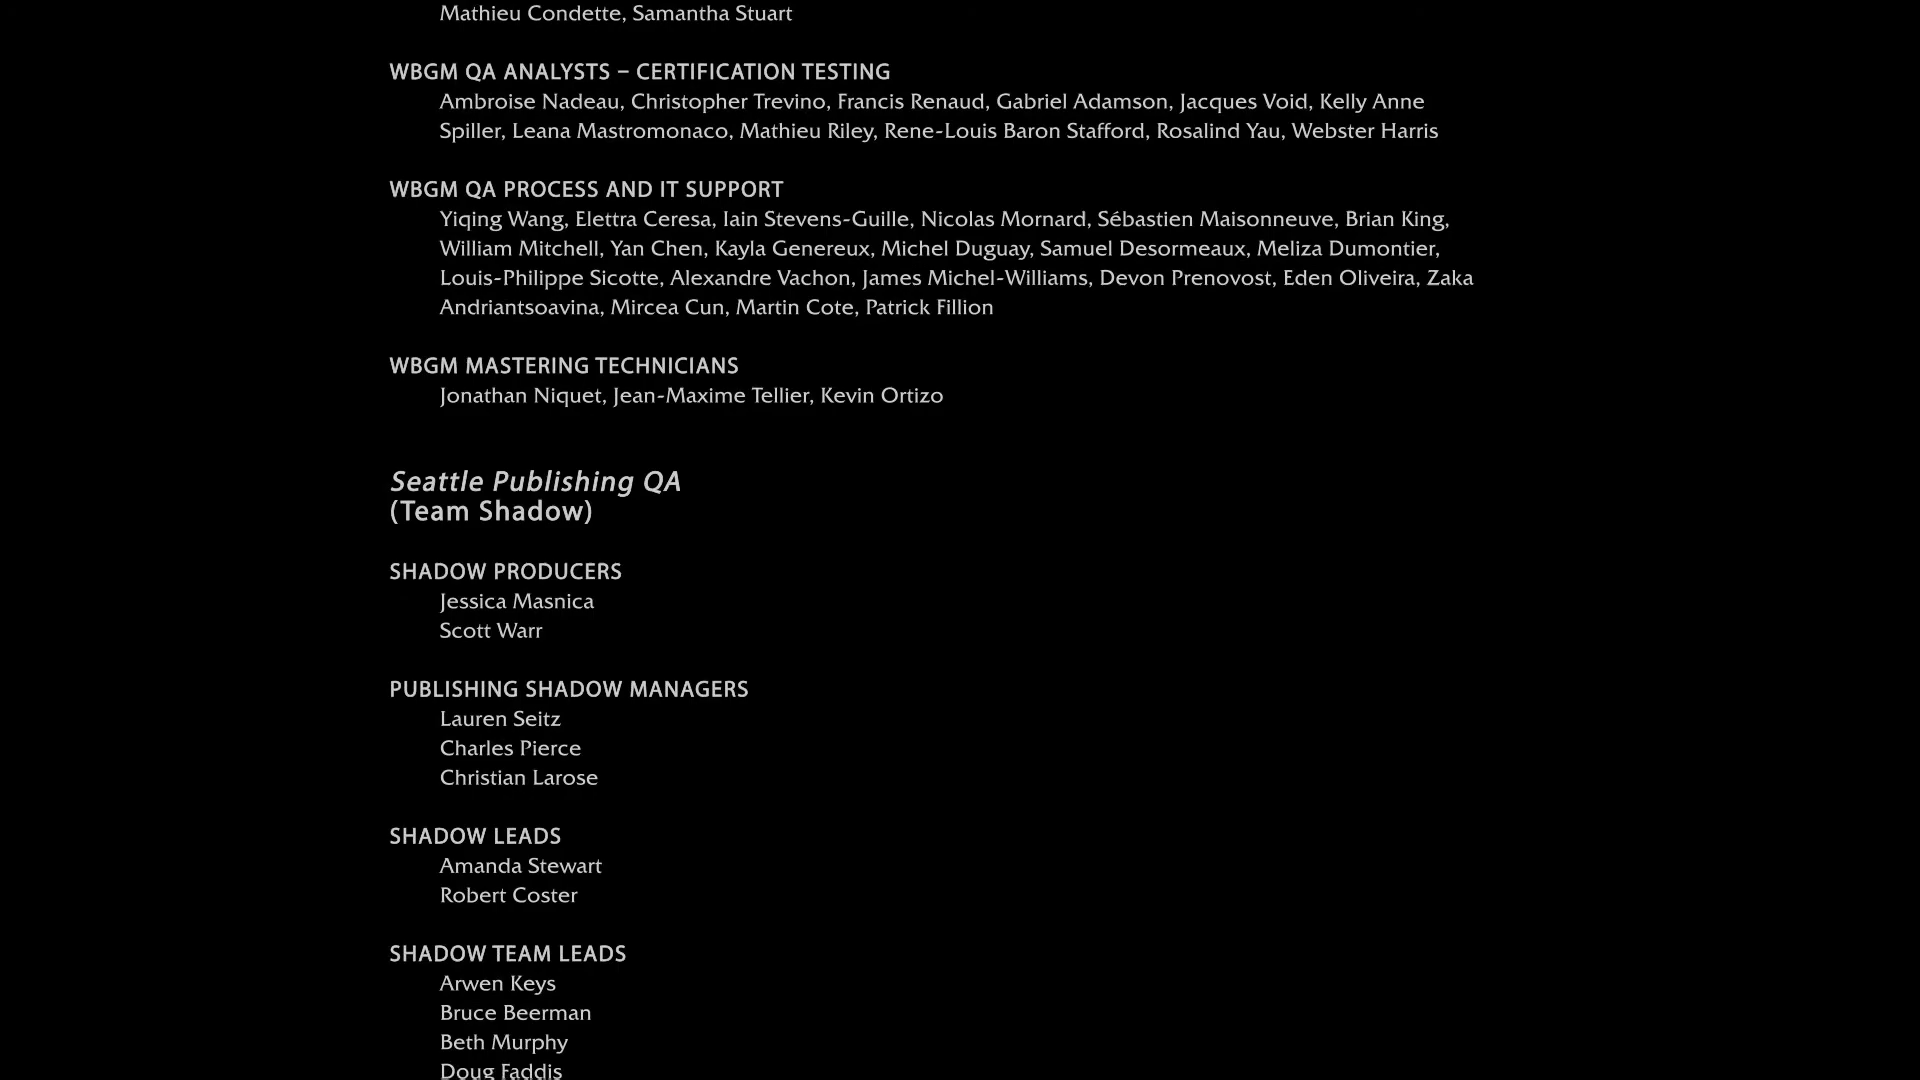 Mathieu Condette, Samantha Stuart
WBGM QA ANALYSTS – CERTIFICATION TESTING
Ambroise Nadeau, Christopher Trevino, Francis Renaud, Gabriel Adamson, Jacques Void, Kelly Anne
Spiller, Leana Mastromonaco, Mathieu Riley, Rene-Louis Baron Stafford, Rosalind Yau, Webster Harris
WBGM QA PROCESS AND IT SUPPORT
Yiqing Wang, Elettra Ceresa, Iain Stevens-Guille, Nicolas Mornard, Sébastien Maisonneuve, Brian King,
William Mitchell, Yan Chen, Kayla Genereux, Michel Duguay, Samuel Desormeaux, Meliza Dumontier,
Louis-Philippe Sicotte, Alexandre Vachon, James Michel-Williams, Devon Prenovost, Eden Oliveira, Zaka
Andriantsoavina, Mircea Cun, Martin Cote, Patrick Fillion
WBGM MASTERING TECHNICIANS
Jonathan Niquet, Jean-Maxime Tellier, Kevin Ortizo
Seattle Publishing QA
(Team Shadow)
SHADOW PRODUCERS
Jessica Masnica
Scott Warr
PUBLISHING SHADOW MANAGERS
Lauren Seitz
Charles Pierce
Christian Larose
SHADOW LEADS
Amanda Stewart
Robert Coster
SHADOW TEAM LEADS
Arwen Keys
Bruce Beerman
Beth Murphy
Doug Faddis